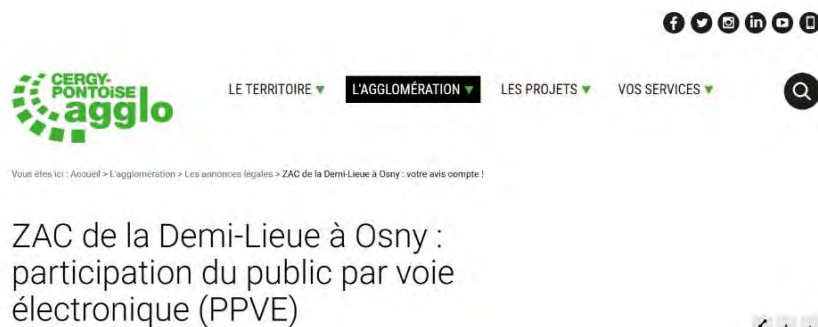 CERGY-
PONTOISE
agglo
LE TERRITOIRE ▼ L'AGGLOMÉRATION ▼ LES PROJETS ▼ VOS SERVICES ▼
Vous êtes ici : Accueil > L'agglomération > Les annonces légales > ZAC de la Demi-Lieue à Osny : votre avis compte !
ZAC de la Demi-Lieue à Osny :
participation du public par voie
électronique (PPVE)